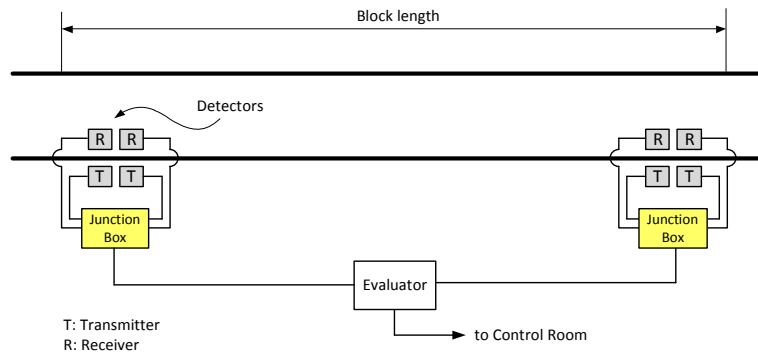 Block length
Detectors
R R
R R
T T
T T
Junction
Box
Junction
Box
Evaluator
T: Transmitter
R: Receiver
to Control Room